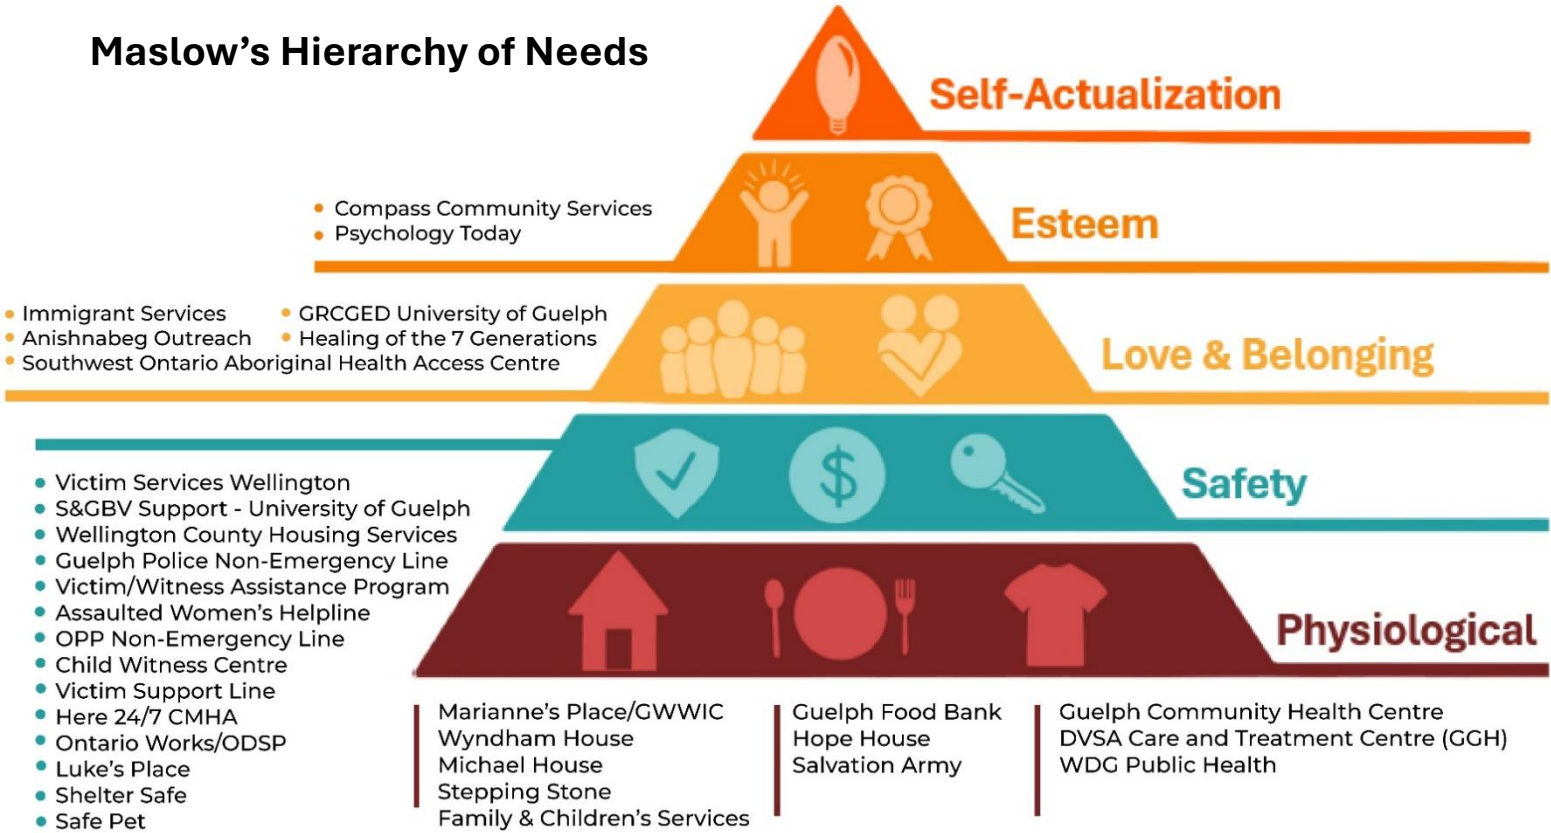 Maslow’s Hierarchy of Needs
Self-Actualization
Compass Community Services
Psychology Today
Esteem
Immigrant Services
Anishnabeg Outreach
Southwest Ontario Aboriginal Health Access Centre
GRCGED University of Guelph
Healing of the 7 Generations
Love & Belonging
Safety
Victim Services Wellington
S&GBV Support - University of Guelph
Wellington County Housing Services
Guelph Police Non-Emergency Line
Victim/Witness Assistance Program
Assaulted Women’s Helpline
OPP Non-Emergency Line
Child Witness Centre
Victim Support Line
Here 24/7 CMHA
Ontario Works/ODSP
Luke’s Place
Shelter Safe
Safe Pet
$
Physiological
Marianne’s Place/GWWIC
Wyndham House
Michael House
Stepping Stone
Family & Children’s Services
Guelph Food Bank
Hope House
Salvation Army
Guelph Community Health Centre
DVSA Care and Treatment Centre (GGH)
WDG Public Health